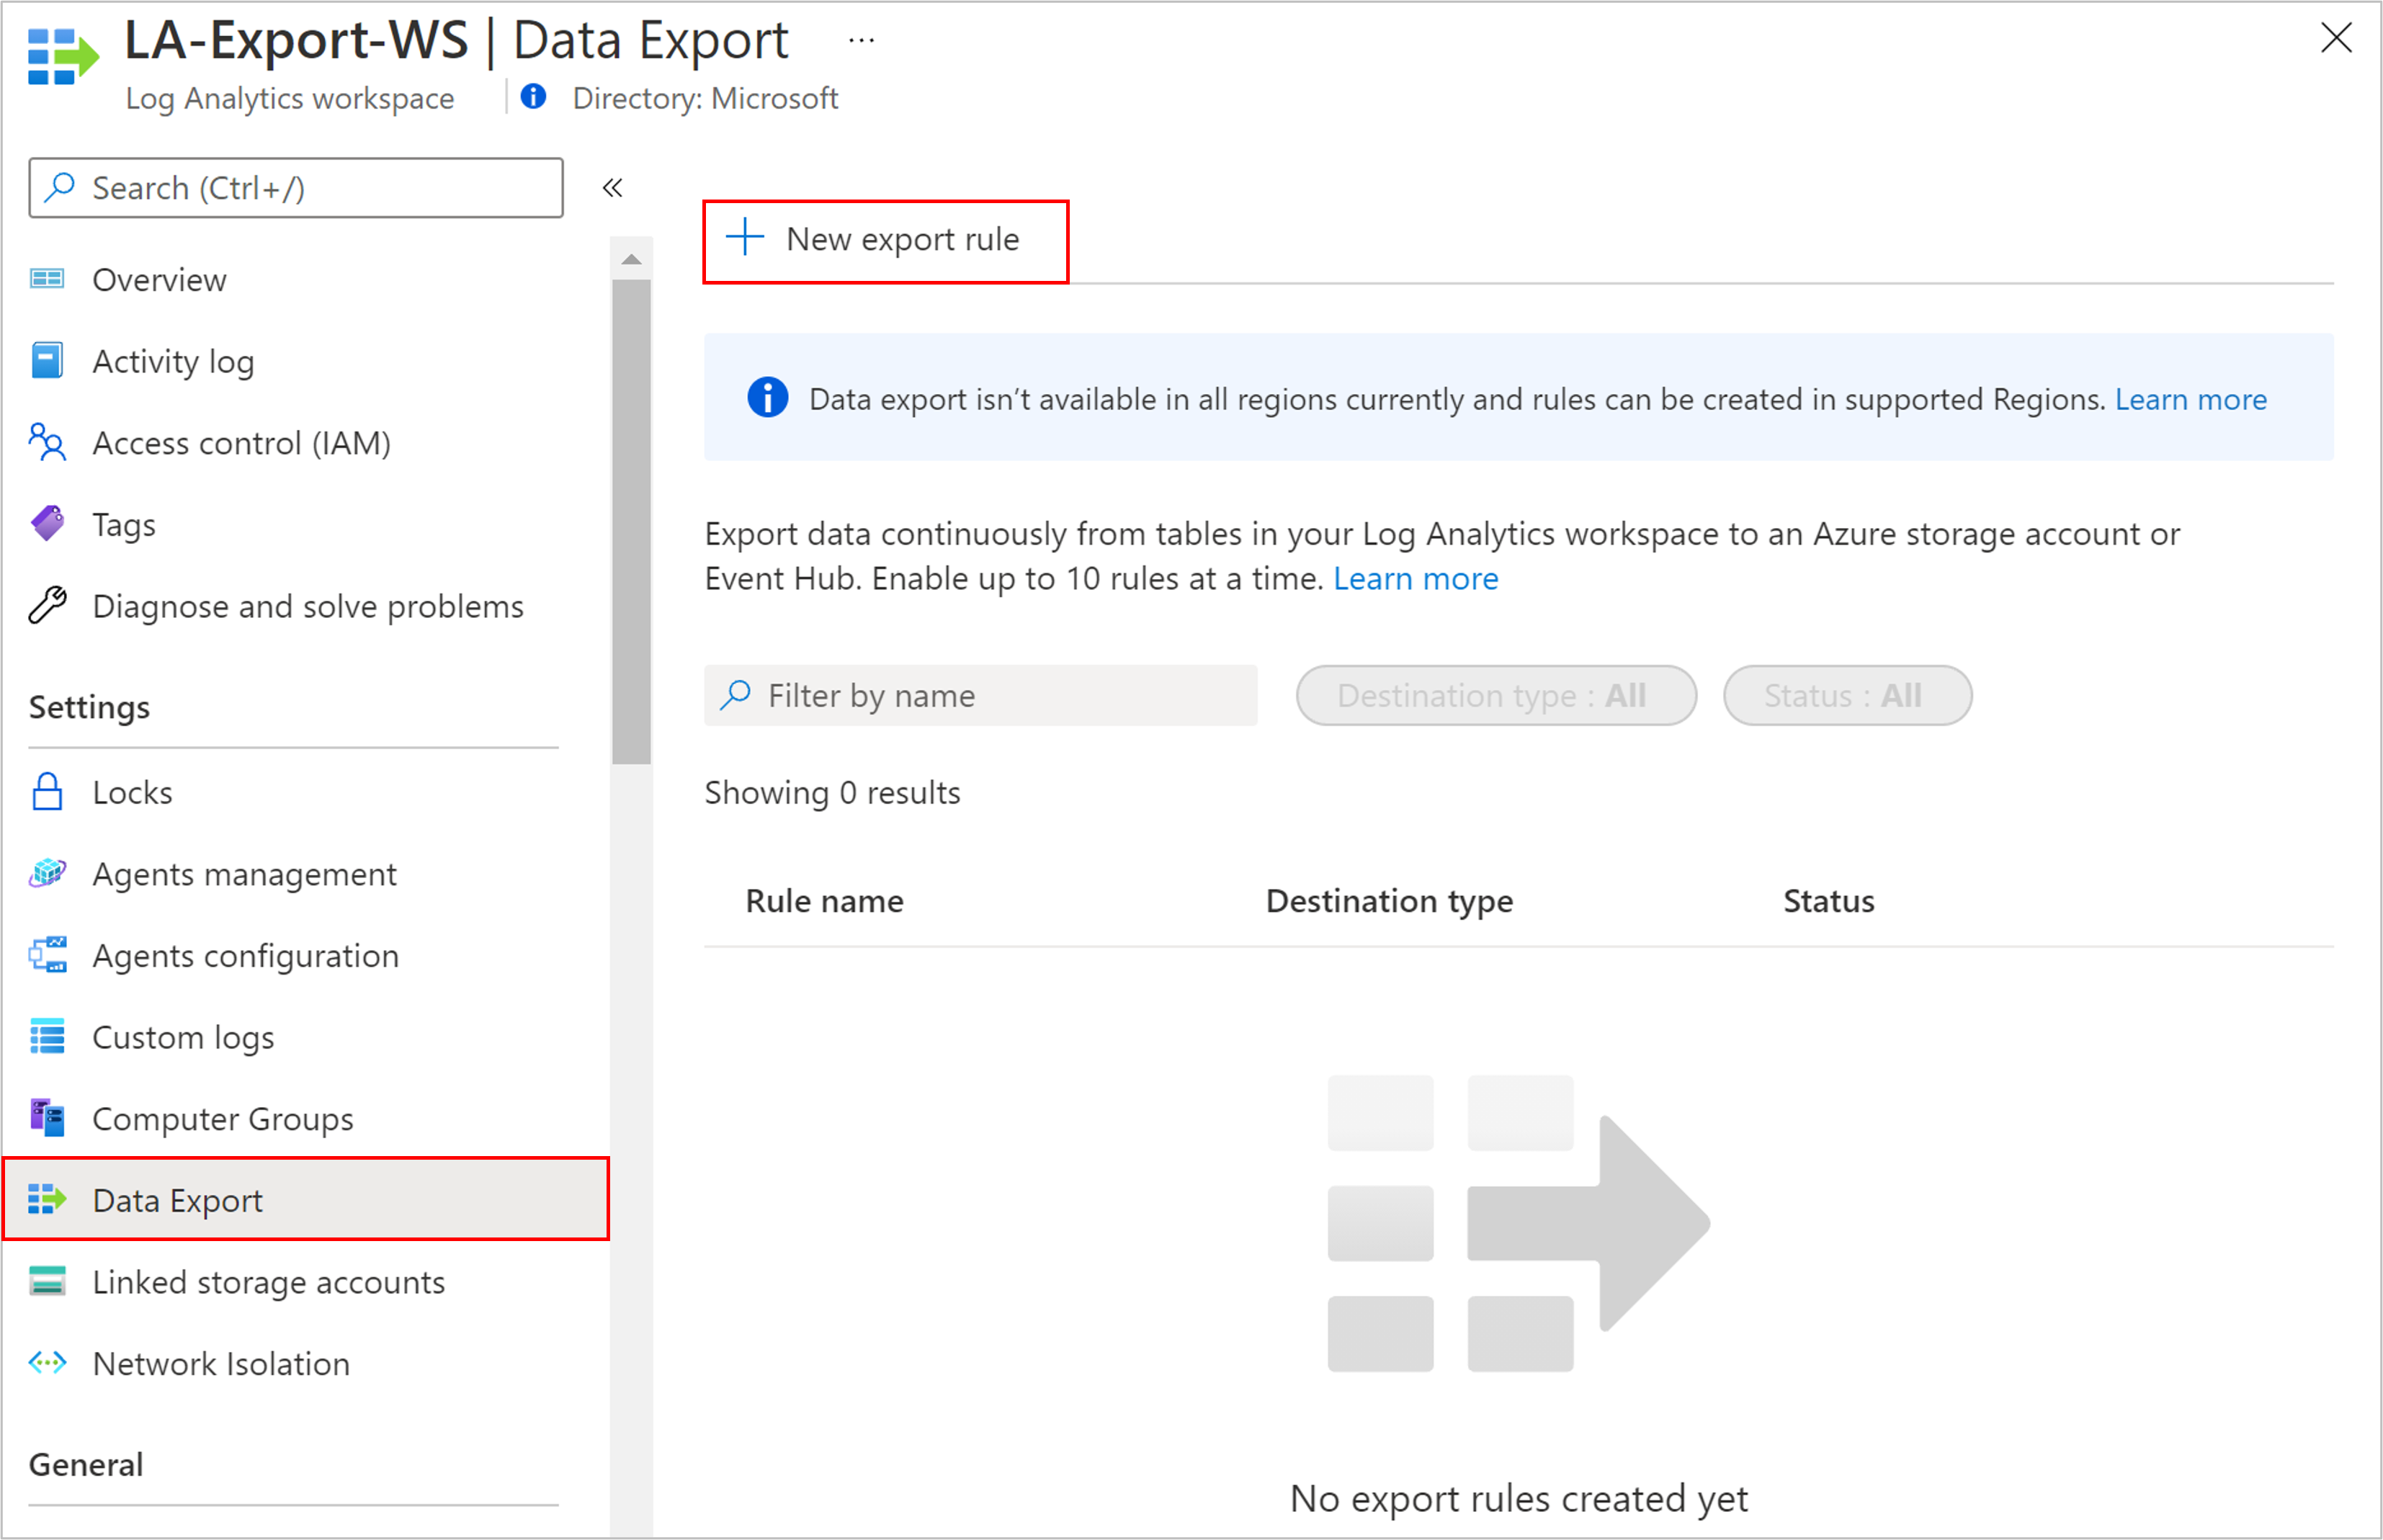 LA-Export-WS | Data Export ...
Log Analytics workspace
Directory: Microsoft
Search (Ctrl+/)
Overview
Activity log
Access control (IAM)
Tags
Diagnose and solve problems
Settings
Locks
Agents management
Agents configuration
Custom logs
Computer Groups
Data Export
Linked storage accounts
Network Isolation
General
New export rule
Data export isn’t available in all regions currently and rules can be created in supported Regions. Learn more
Export data continuously from tables in your Log Analytics workspace to an Azure storage account or
Event Hub. Enable up to 10 rules at a time. Learn more
Filter by name
Destination type : All
Status : All
Showing 0 results
Rule name
Destination type
Status
No export rules created yet